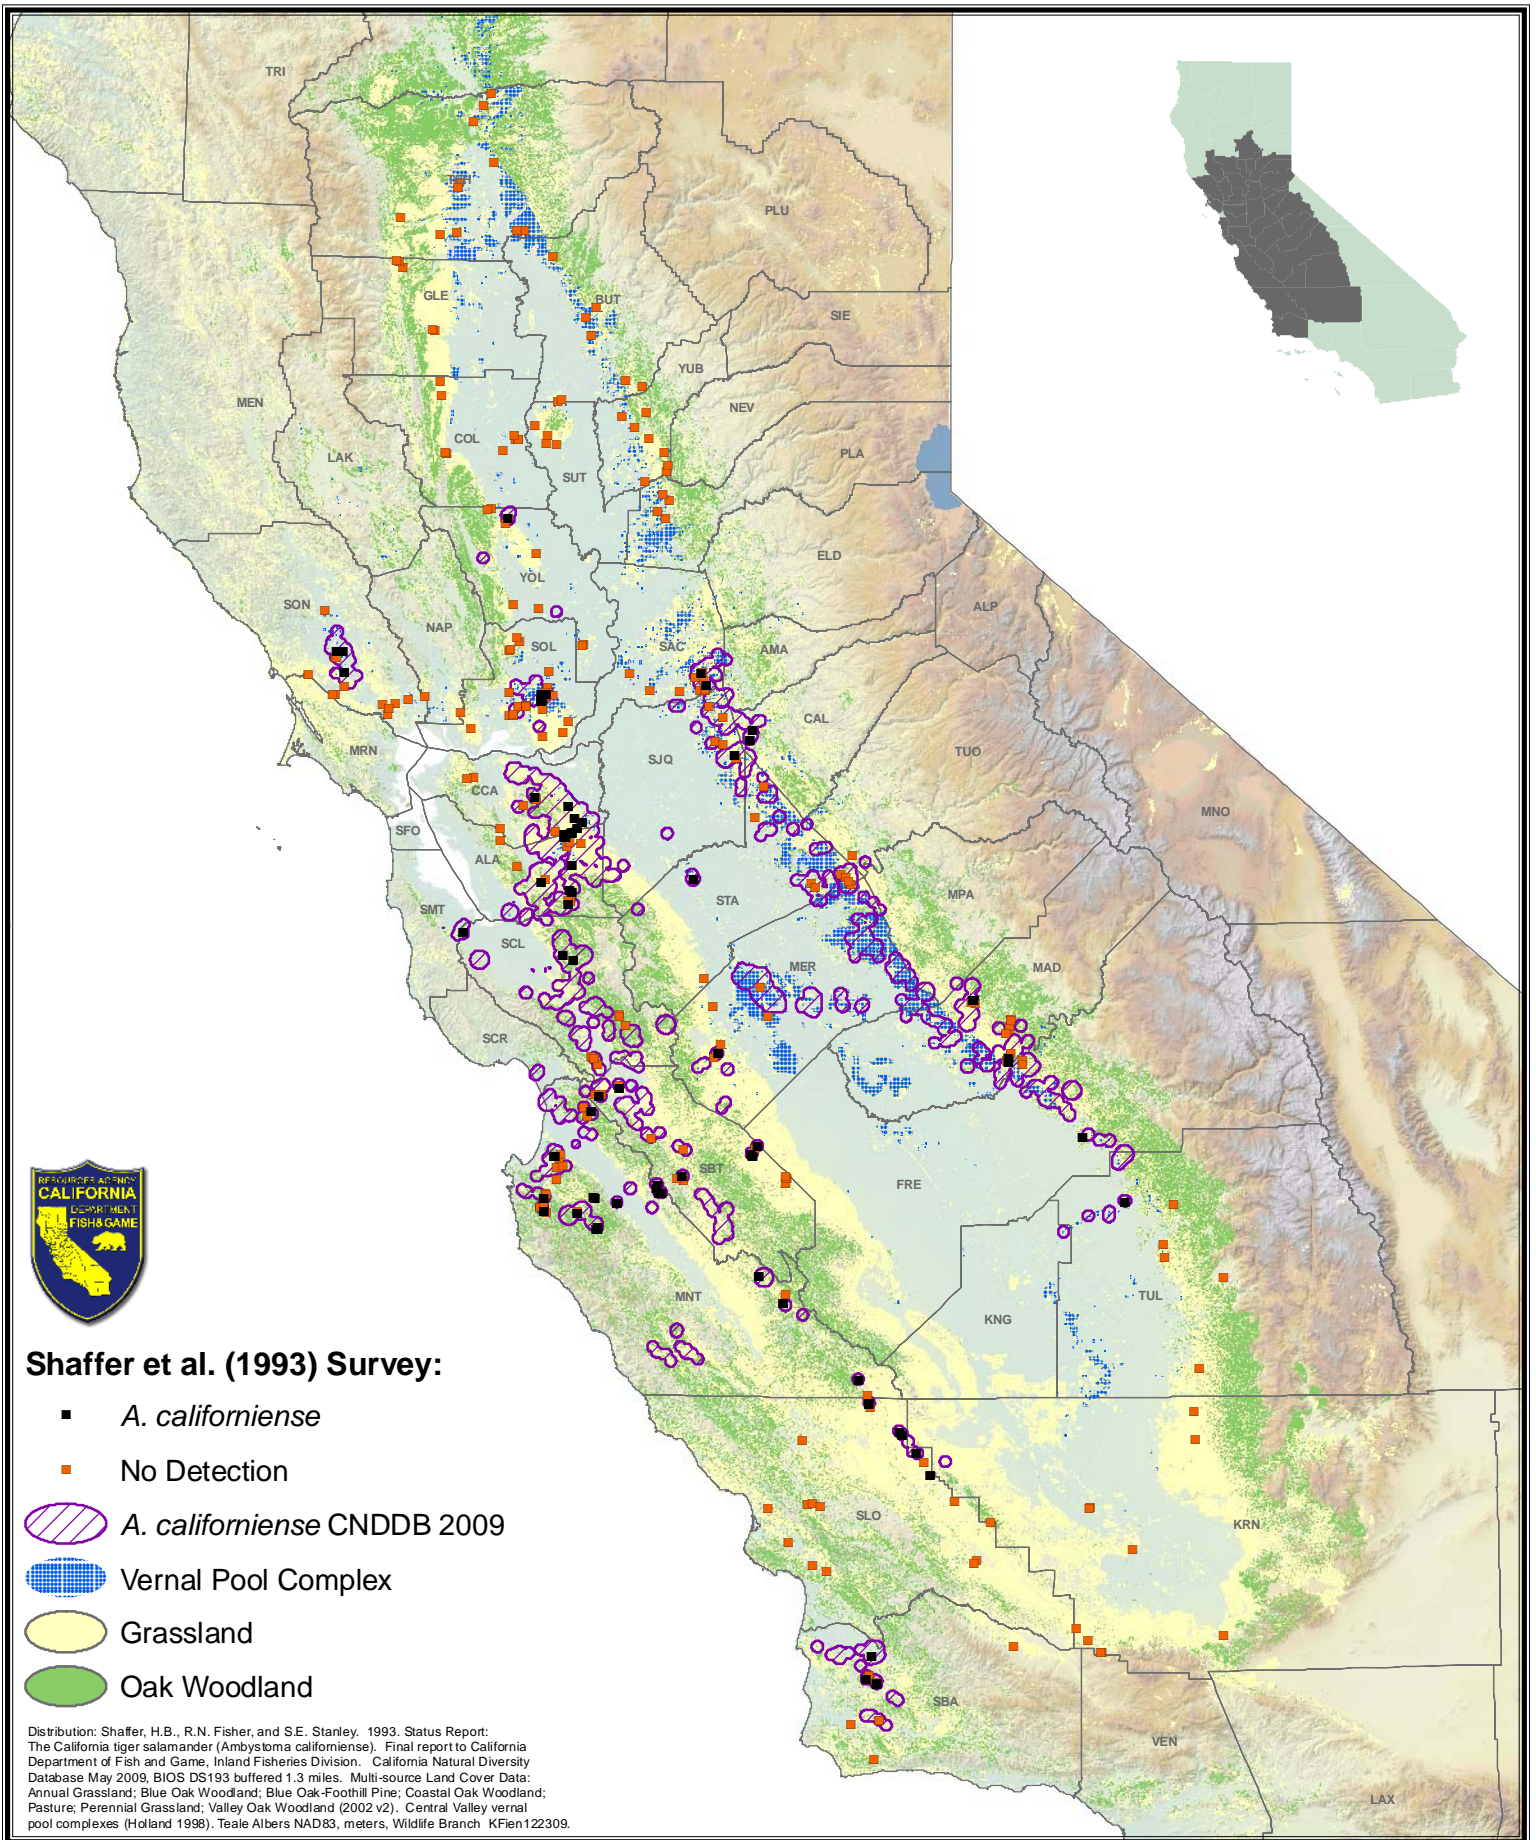 TRI
PLU
TEH
GLE
BUT
SIE
YUB
MEN
NEV
COL
PLA
LAK
SUT
ELD
YOL
SON
ALP
NAP
SOL
SAC
AMA
CAL
MRN
TUO
SJQ
CCA
MNO
SFO
ALA
MPA
STA
SMT
SCL
MER
MAD
SCR
SBT
FRE
MNT
KNG
TUL
SLO
KRN
SBA
VEN
LAX
RESOURCES AGENCY
CALIFORNIA
DEPARTMENT
FISH & GAME
Shaffer et al. (1993) Survey:
A. californiense
No Detection
A. californiense CNDDB 2009
Vernal Pool Complex
Grassland
Oak Woodland
Distribution: Shaffer, H.B., R.N. Fisher, and S.E. Stanley. 1993. Status Report:
The California tiger salamander (Ambystoma californiense). Final report to California
Department of Fish and Game, Inland Fisheries Division. California Natural Diversity
Database May 2009, BIOS DS193 buffered 1.3 miles. Multi-source Land Cover Data:
Annual Grassland; Blue Oak Woodland; Blue Oak-Foothill Pine; Coastal Oak Woodland;
Pasture; Perennial Grassland; Valley Oak Woodland (2002 v2). Central Valley vernal
pool complexes (Holland 1998). Teale Albers NAD83, meters, Wildlife Branch KFien122309.